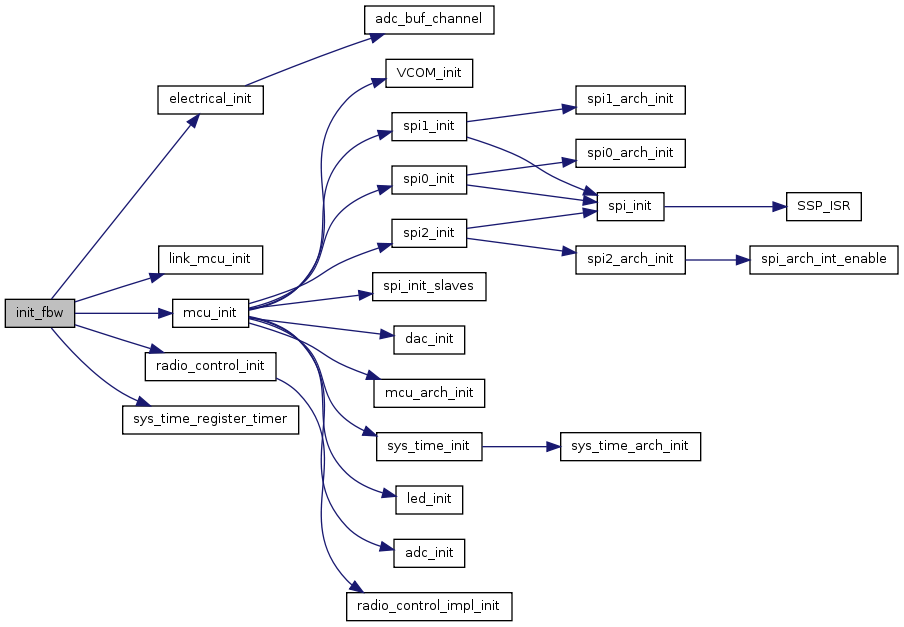 adc_buf_channel
VCOM_init
electrical_init
spi1_arch_init
spi1_init
spi0_arch_init
spi0_init
spi_init
SSP_ISR
spi2_init
link_mcu_init
spi2_arch_init
spi_arch_int_enable
spi_init_slaves
init_fbw
mcu_init
dac_init
radio_control_init
mcu_arch_init
sys_time_register_timer
sys_time_init
sys_time_arch_init
led_init
adc_init
radio_control_impl_init